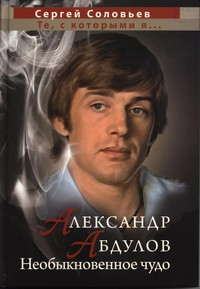 Сергей Соловьев
Те, с которыми я...
Александр
Абдулов
Необыкновенное чудо